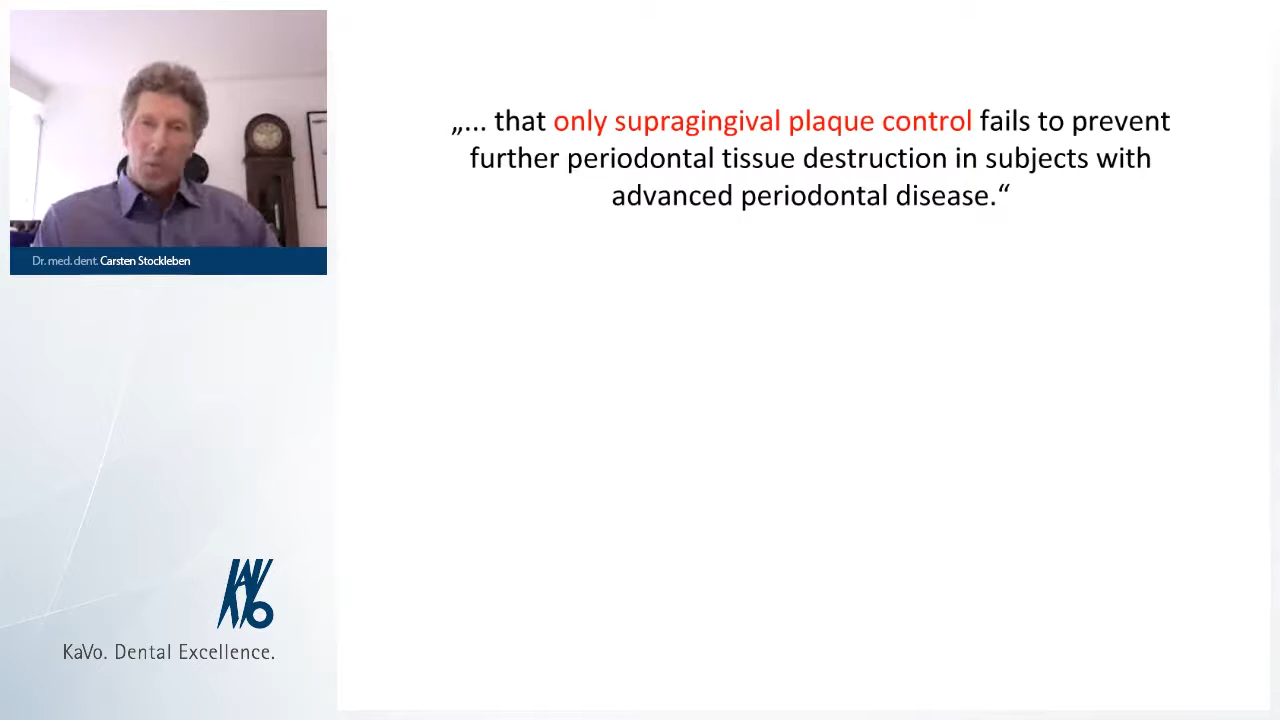 „... that only supragingival plaque control fails to prevent
further periodontal tissue destruction in subjects with
advanced periodontal disease.“
Dr. med. dent. Carsten Stockleben
KaVo
KaVo. Dental Excellence.